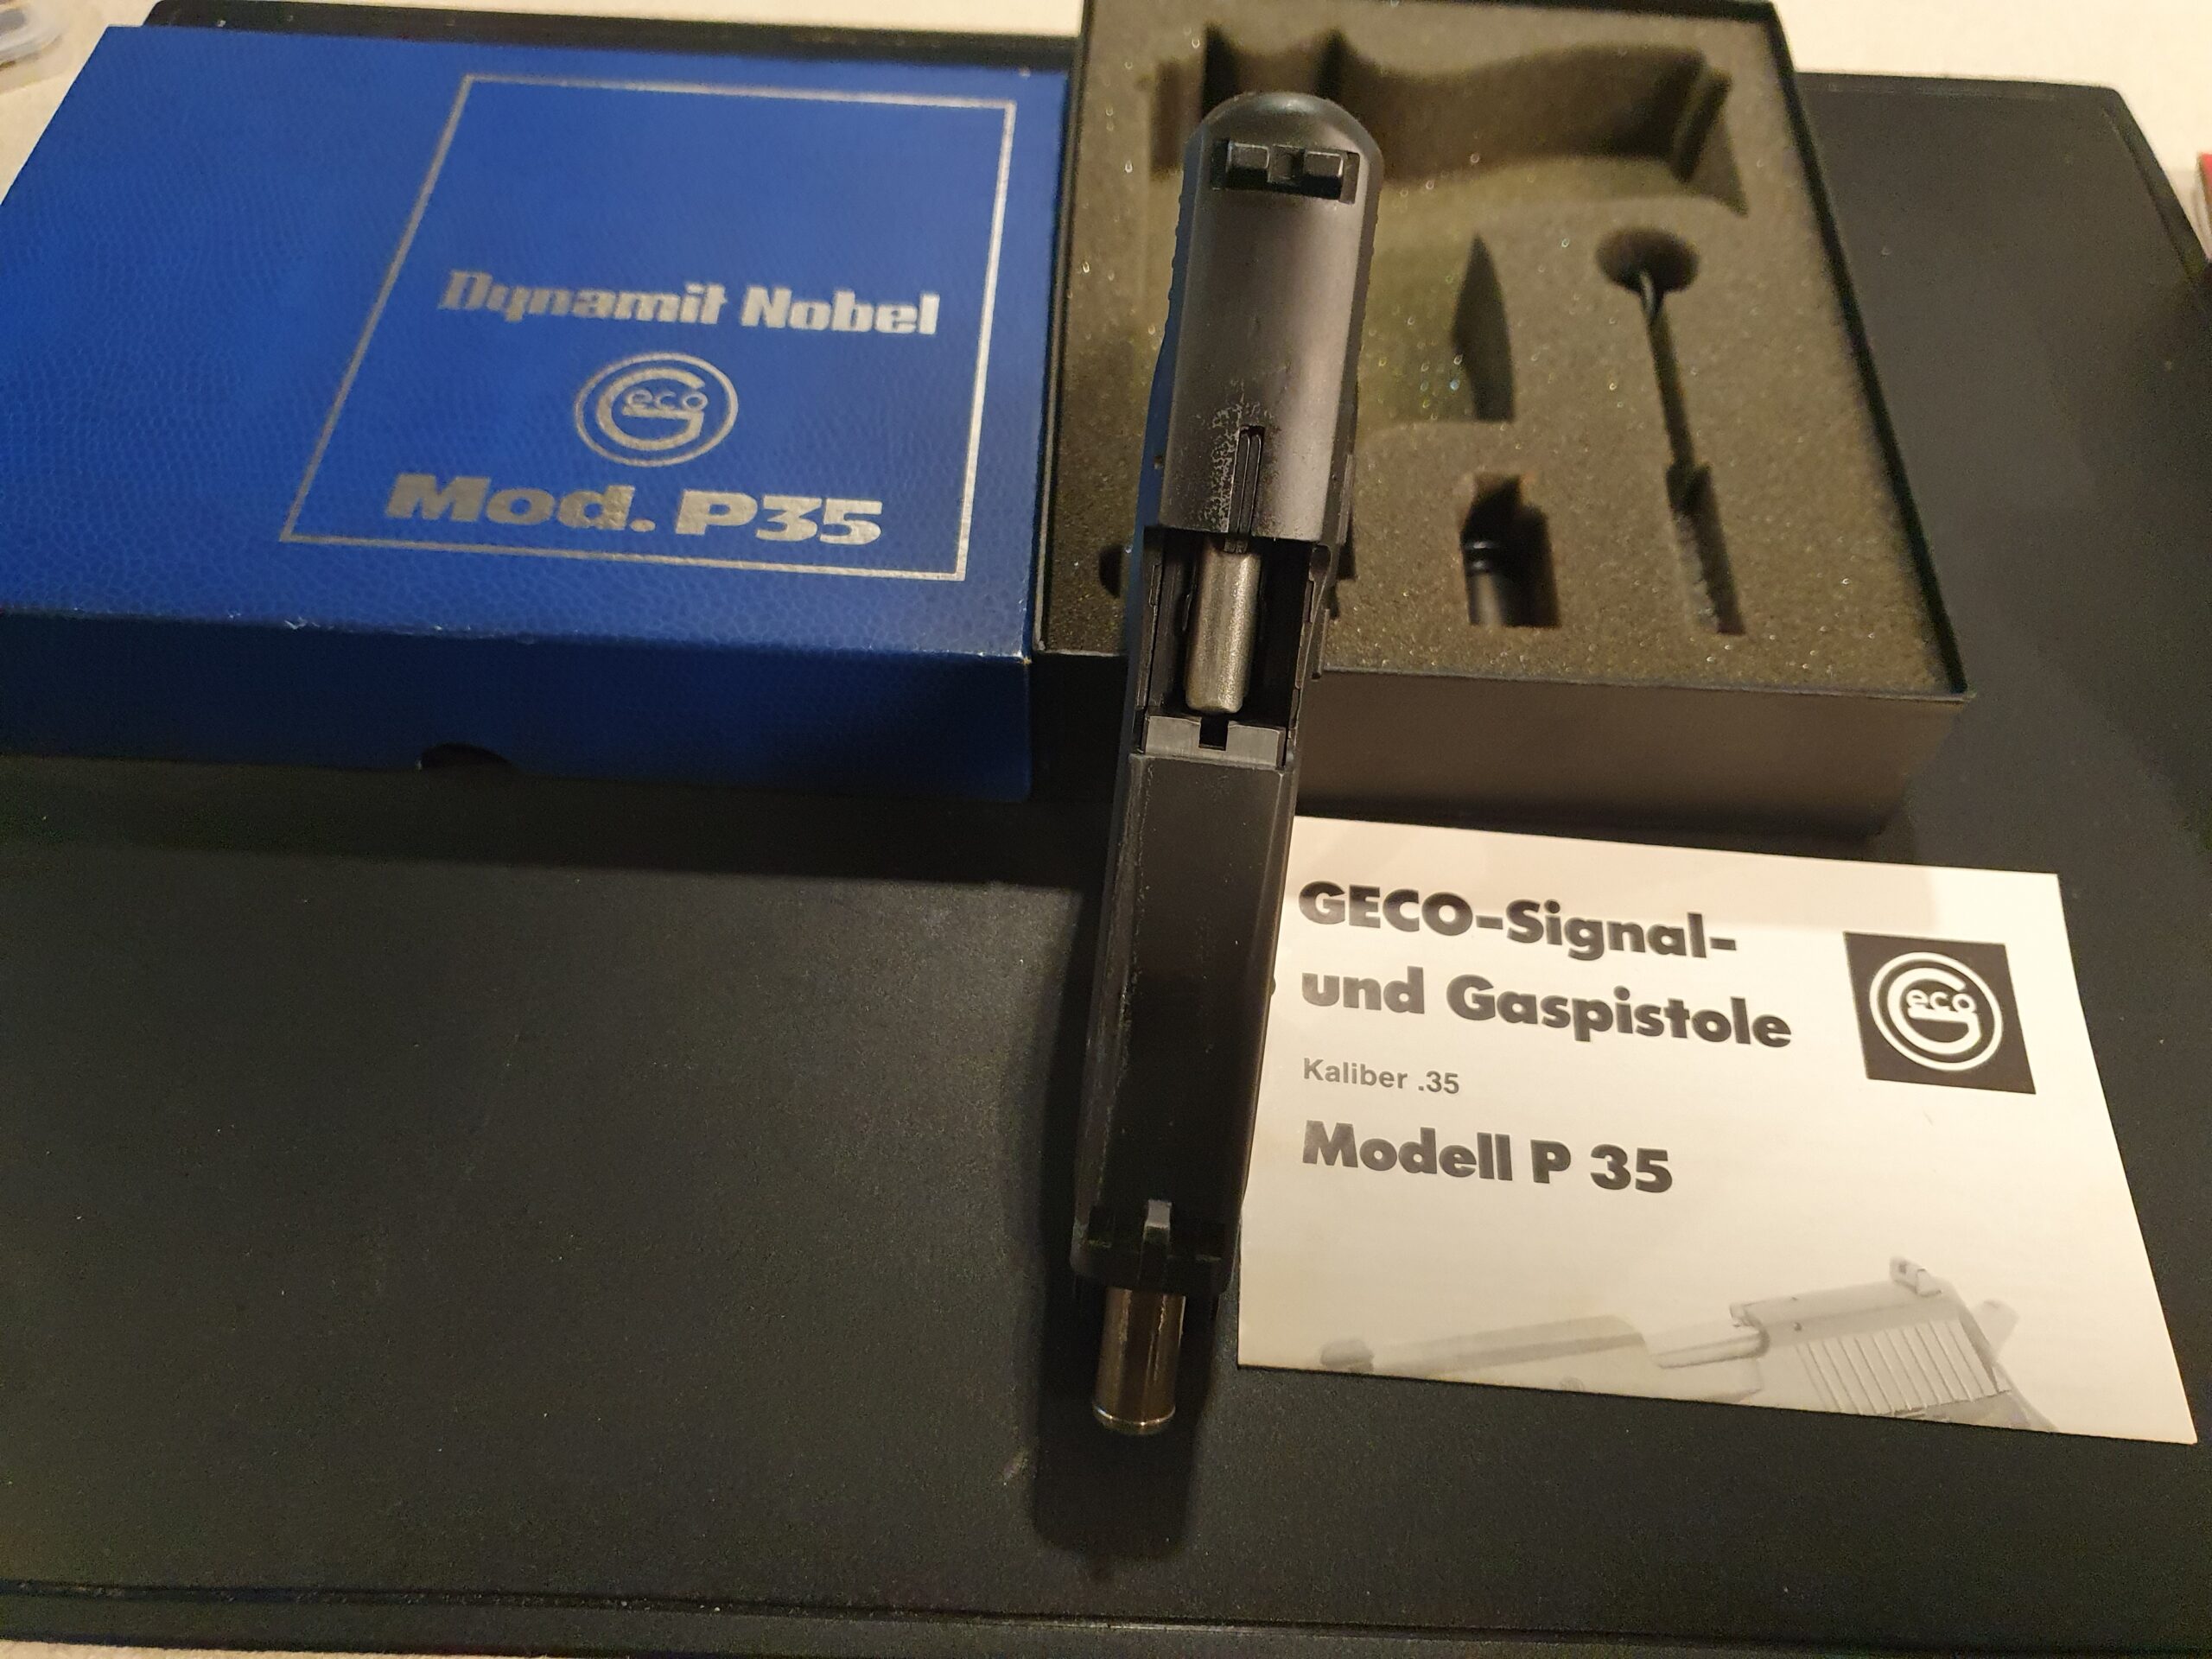 Dynamit Nobel
Geco
Mod. P35
GECO-Signal-
und Gaspistole
Geco
Kaliber .35
Modell P 35